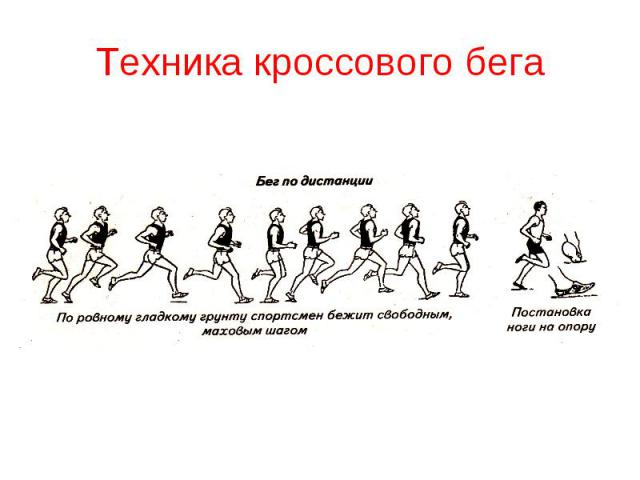 Техника кроссового бега
Бег по дистанции
По ровному гладкому грунту спортсмен бежит свободным,
маховым шагом
Постановка
ноги на опору